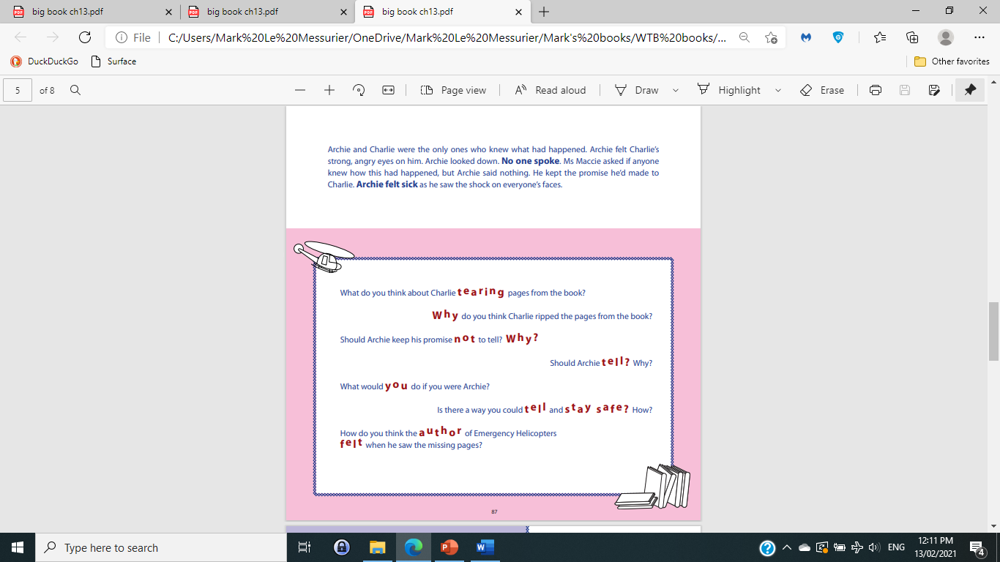 big book ch13.pdf
big book ch13.pdf
big book ch13.pdf
File
C:/Users/Mark%20Le%20Messurier/OneDrive/Mark%20Le%20Messurier/Mark's%20books/WTB%20books/...
DuckDuckGo
Surface
Other favorites
5 of 8
Page view
Read aloud
Draw
Highlight
Erase
Archie and Charlie were the only ones who knew what had happened. Archie felt Charlie's
strong, angry eyes on him. Archie looked down. No one spoke. Ms Maccie asked if anyone
knew how this had happened, but Archie said nothing. He kept the promise he'd made to
Charlie. Archie felt sick as he saw the shock on everyone's faces.
What do you think about Charlie tearing pages from the book?
Why do you think Charlie ripped the pages from the book?
Should Archie keep his promise not to tell? Why?
Should Archie tell? Why?
What would you do if you were Archie?
Is there a way you could tell and stay safe? How?
How do you think the author of Emergency Helicopters
felt when he saw the missing pages?
87
Type here to search
ENG
12:11 PM
13/02/2021
4